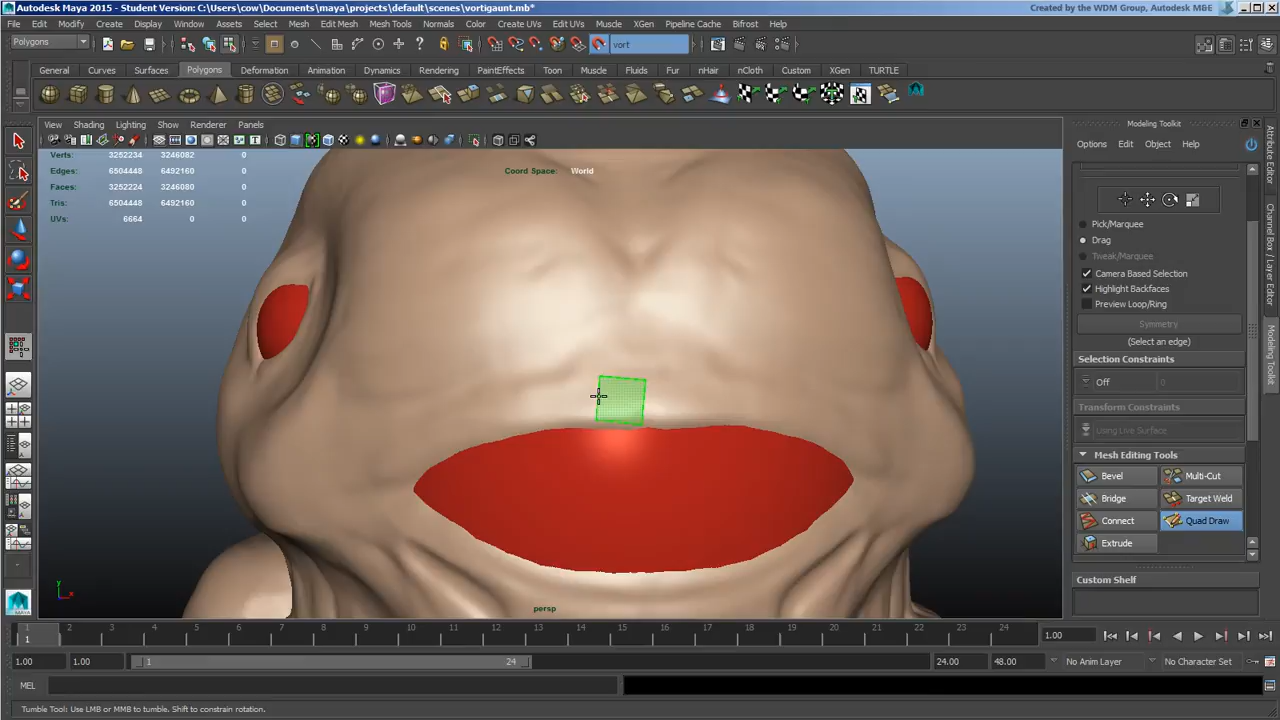 Autodesk Maya 2015 - Student Version: C:\Users\cow\Documents\maya\projects\default\scenes\vortigaunt.mb*
Created by the WDM Group, Autodesk M&E
File Edit Modify Create Display Window Assets Select Mesh Edit Mesh Mesh Tools Normals Color Create UVs Edit UVs Muscle XGen Pipeline Cache Bifrost Help
Polygons
vort
General Curves Surfaces Polygons Deformation Animation Dynamics Rendering PaintEffects Toon Muscle Fluids Fur nHair nCloth Custom XGen TURTLE
View Shading Lighting Show Renderer Panels
Modeling Toolkit
Options Edit Object Help
Verts: 3252234 3246082 0
Edges: 6504448 6492160 0
Faces: 3252224 3246080 0
Tris: 6504448 6492160 0
UVs: 6664 0 0
Coord Space: World
Pick/Marquee
Drag
Tweak/Marquee
Camera Based Selection
Highlight Backfaces
Preview Loop/Ring
Symmetry
(Select an edge)
Selection Constraints
Off 0
Transform Constraints
Using Live Surface
Mesh Editing Tools
Bevel Multi-Cut
Bridge Target Weld
Connect Quad Draw
Extrude
Custom Shelf
Attribute Editor
Channel Box / Layer Editor
Modeling Toolkit
y
x
persp
MAYA
1 2 3 4 5 6 7 8 9 10 11 12 13 14 15 16 17 18 19 20 21 22 23 24
1
1.00
1.00 1.00 1 24 24.00 48.00 No Anim Layer No Character Set
MEL
Tumble Tool: Use LMB or MMB to tumble. Shift to constrain rotation.